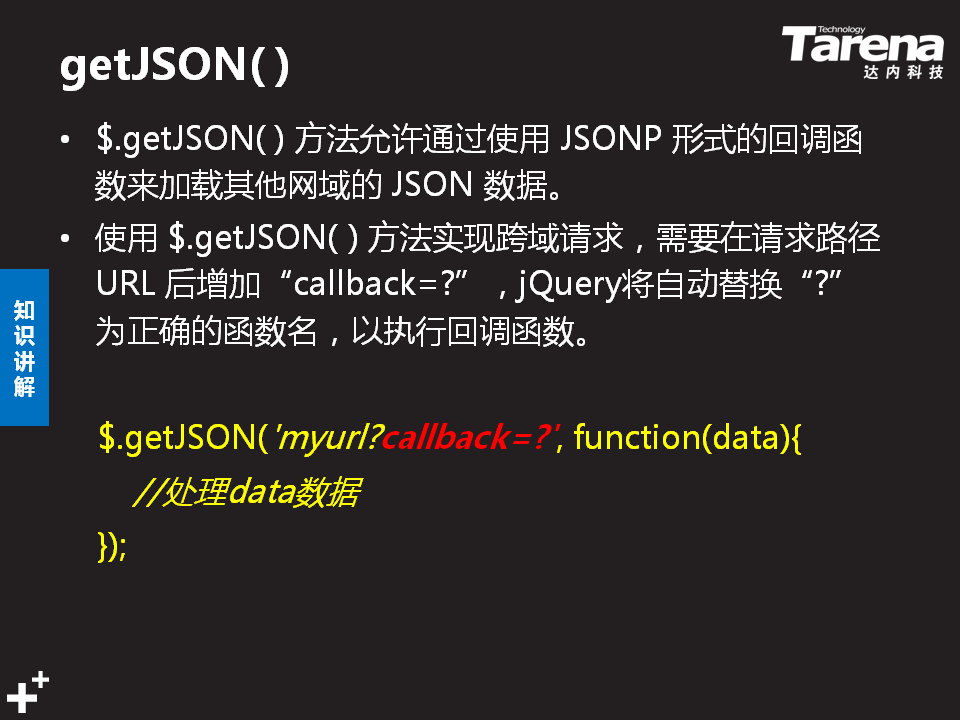 getJSON( )
Technology
Tarena
达内科技
• $.getJSON( ) 方法允许通过使用 JSONP 形式的回调函
数来加载其他网域的 JSON 数据。
• 使用 $.getJSON( ) 方法实现跨域请求，需要在请求路径
URL 后增加“callback=?”，jQuery将自动替换“?”
为正确的函数名，以执行回调函数。
知
识
讲
解
$.getJSON('myurl?callback=?', function(data){
//处理data数据
});